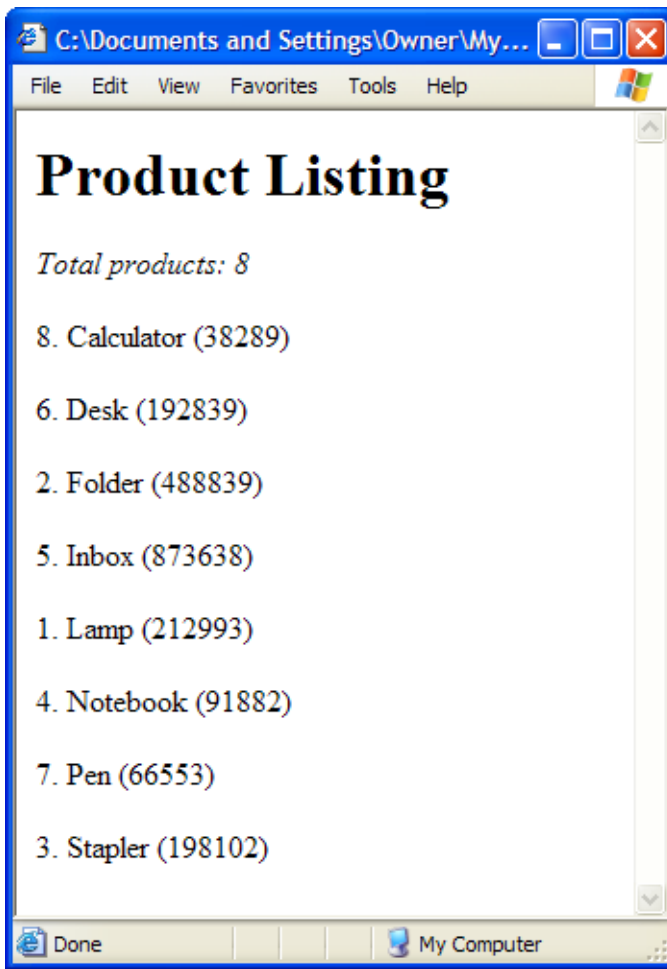 C:\Documents and Settings\Owner\My...
File Edit View Favorites Tools Help
Product Listing
Total products: 8
8. Calculator (38289)
6. Desk (192839)
2. Folder (488839)
5. Inbox (873638)
1. Lamp (212993)
4. Notebook (91882)
7. Pen (66553)
3. Stapler (198102)
Done My Computer